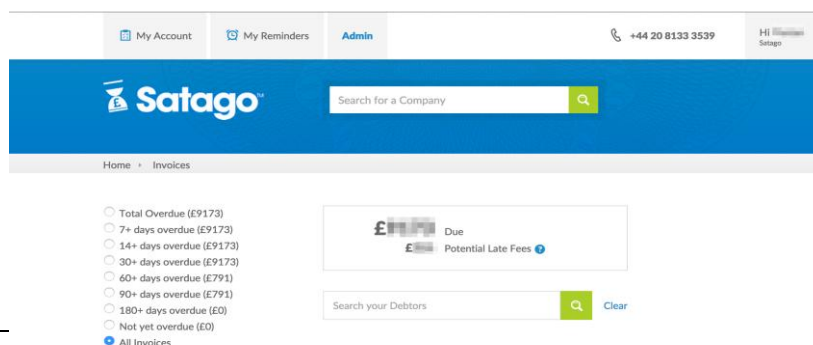 My Account My Reminders Admin +44 20 8133 3539 Hi
Satago
Satago™ Search for a Company
Home Invoices
Total Overdue (£9173)
7+ days overdue (£9173)
14+ days overdue (£9173)
30+ days overdue (£9173)
60+ days overdue (£791)
90+ days overdue (£791)
180+ days overdue (£0)
Not yet overdue (£0)
All Invoices
£ Due
£ Potential Late Fees ?
Search your Debtors Clear